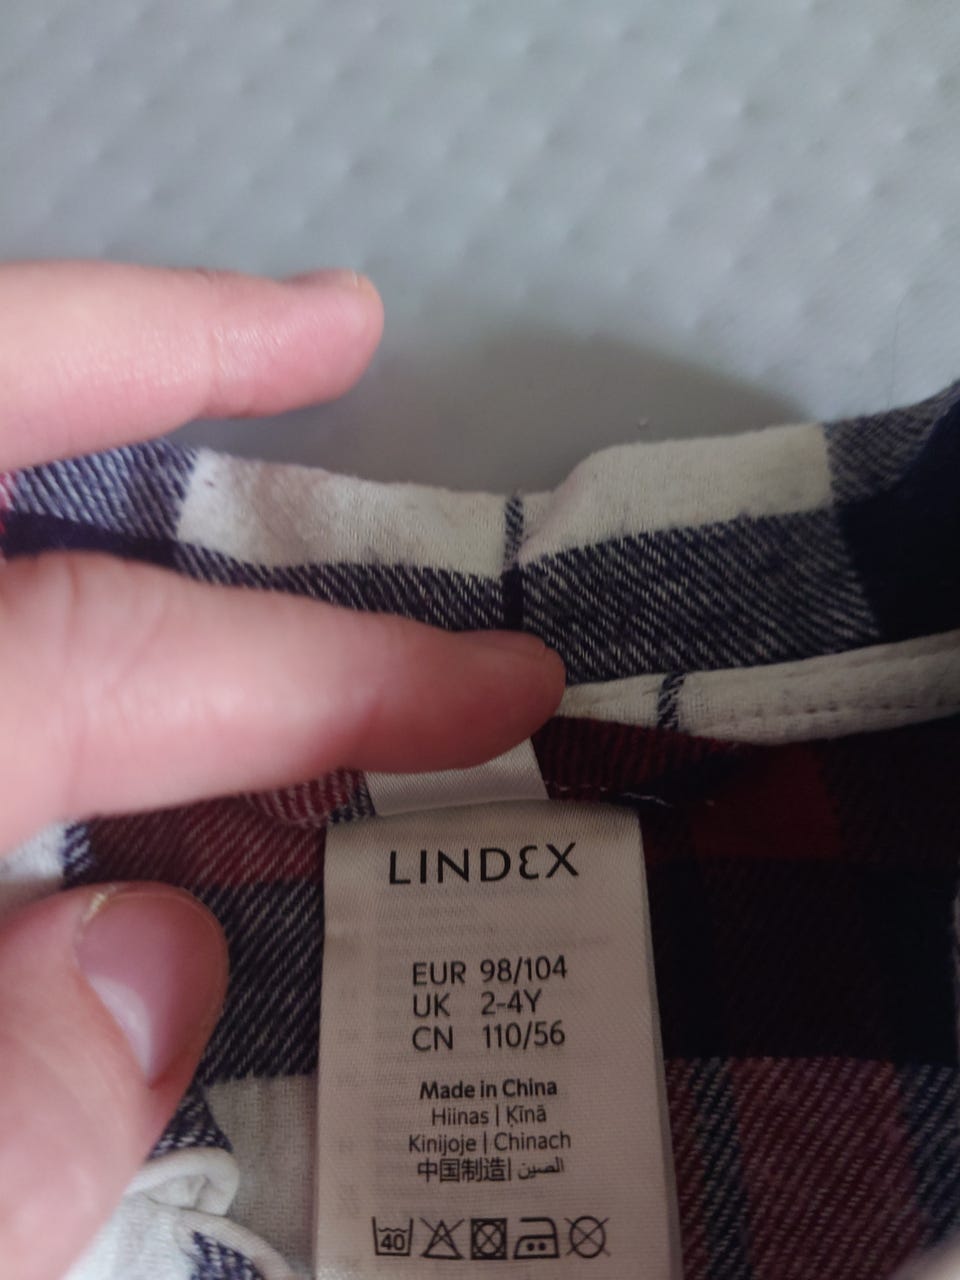 LINDEX
EUR 98/104
UK 2-4Y
CN 110/56
Made in China
Hiinas | Ķīnā
Kinijoje | Chinach
中国制造| الصين
40